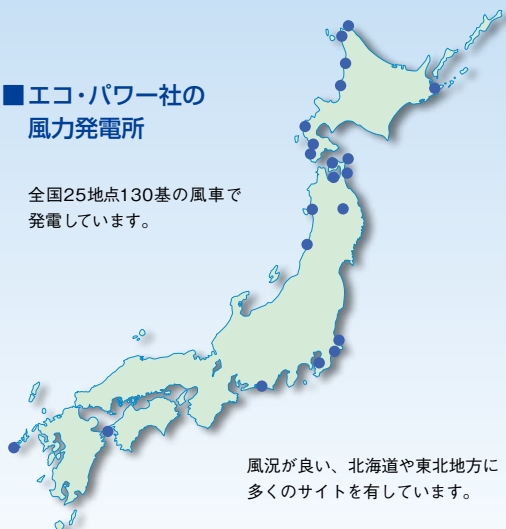 ■エコ・パワー社の
風力発電所
全国25地点130基の風車で
発電しています。
風況が良い、北海道や東北地方に
多くのサイトを有しています。